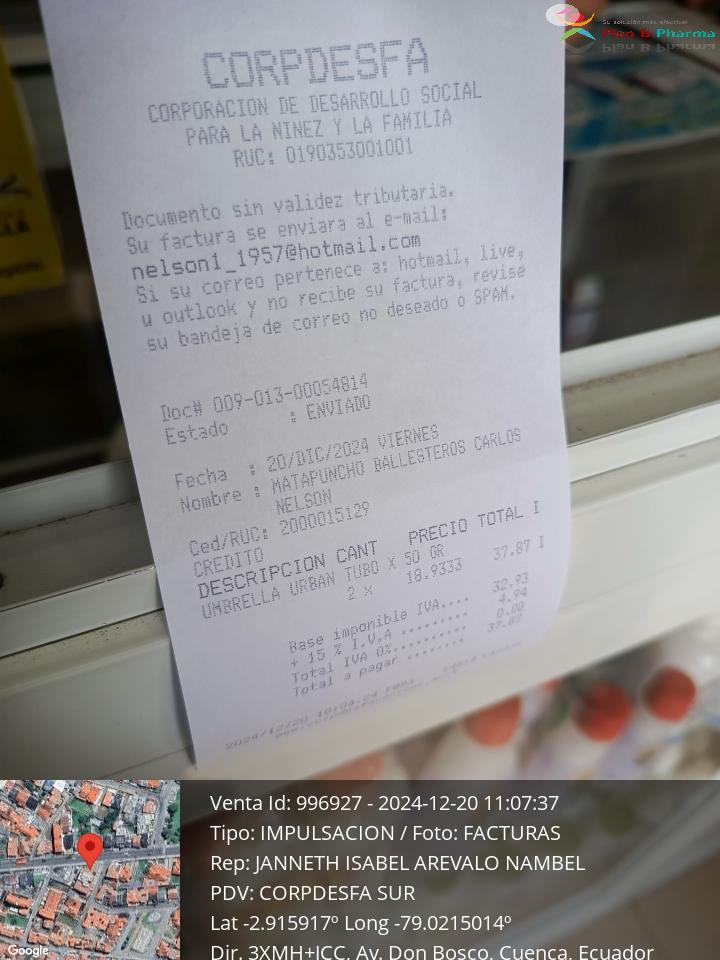 Su solución más efectiva!
Plan B Pharma
CORPDESFA
CORPORACION DE DESARROLLO SOCIAL
PARA LA NINEZ Y LA FAMILIA
RUC: 0190353001001
Documento sin validez tributaria.
Su factura se enviara al e-mail:
nelson1_1957@hotmail.com
Si su correo pertenece a: hotmail, live,
u outlook y no recibe su factura, revise
su bandeja de correo no deseado o SPAM.
Doc# 009-013-00054814
Estado : ENVIADO
Fecha : 20/DIC/2024 VIERNES
Nombre : MATAPUNCHO BALLESTEROS CARLOS
NELSON
Ced/RUC: 2000015129
CREDITO
DESCRIPCION CANT PRECIO TOTAL I
UMBRELLA URBAN TUBO X 50 GR
2 x 18.9333 37.87 I
Base imponible IVA.... 32.93
+ 15 % I.V.A ......... 4.94
Total IVA 0%.......... 0.00
Total a pagar ........ 37.87
2024/12/20
Venta Id: 996927 - 2024-12-20 11:07:37
Tipo: IMPULSACION / Foto: FACTURAS
Rep: JANNETH ISABEL AREVALO NAMBEL
PDV: CORPDESFA SUR
Lat -2.915917º Long -79.0215014º
Dir. 3XMH+JCC, Av. Don Bosco, Cuenca, Ecuador
Google